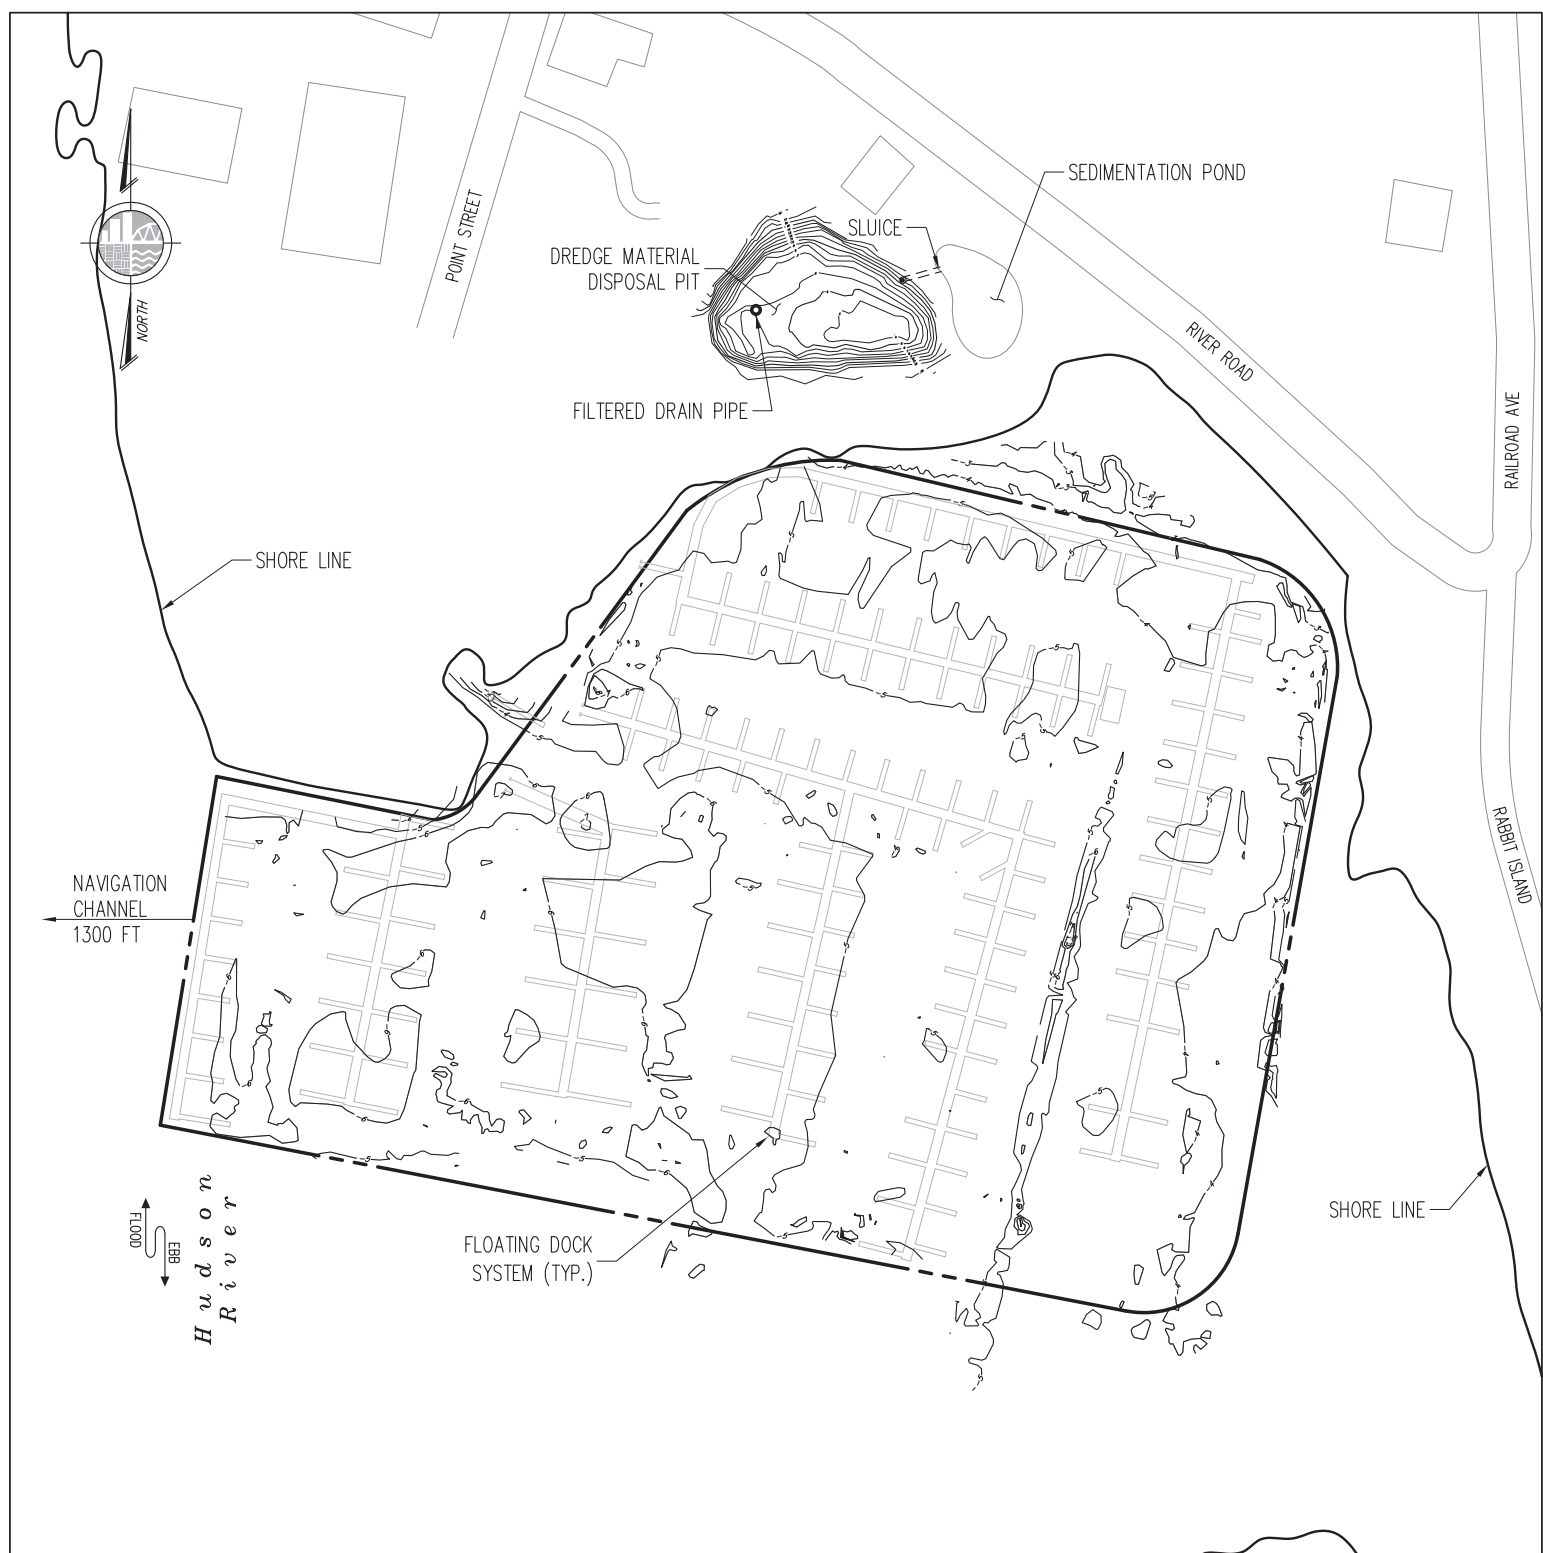 SEDIMENTATION POND
SLUICE
POINT STREET
DREDGE MATERIAL
DISPOSAL PIT
NORTH
RIVER ROAD
FILTERED DRAIN PIPE
RAILROAD AVE
SHORE LINE
RABBIT ISLAND
NAVIGATION
CHANNEL
1300 FT
Hudson
River
FLOOD
EBB
FLOATING DOCK
SYSTEM (TYP.)
SHORE LINE